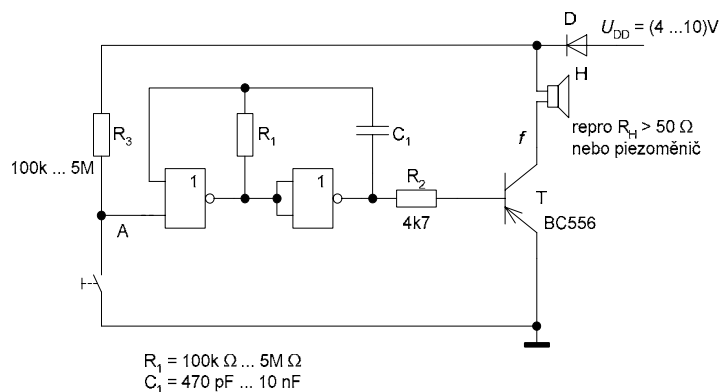 D
U_DD = (4 ...10)V
H
R_3
R_1
C_1
f
repro R_H > 50 Ω
nebo piezoměnič
100k ... 5M
1
1
R_2
A
4k7
T
BC556
R_1 = 100k Ω ... 5M Ω
C_1 = 470 pF ... 10 nF